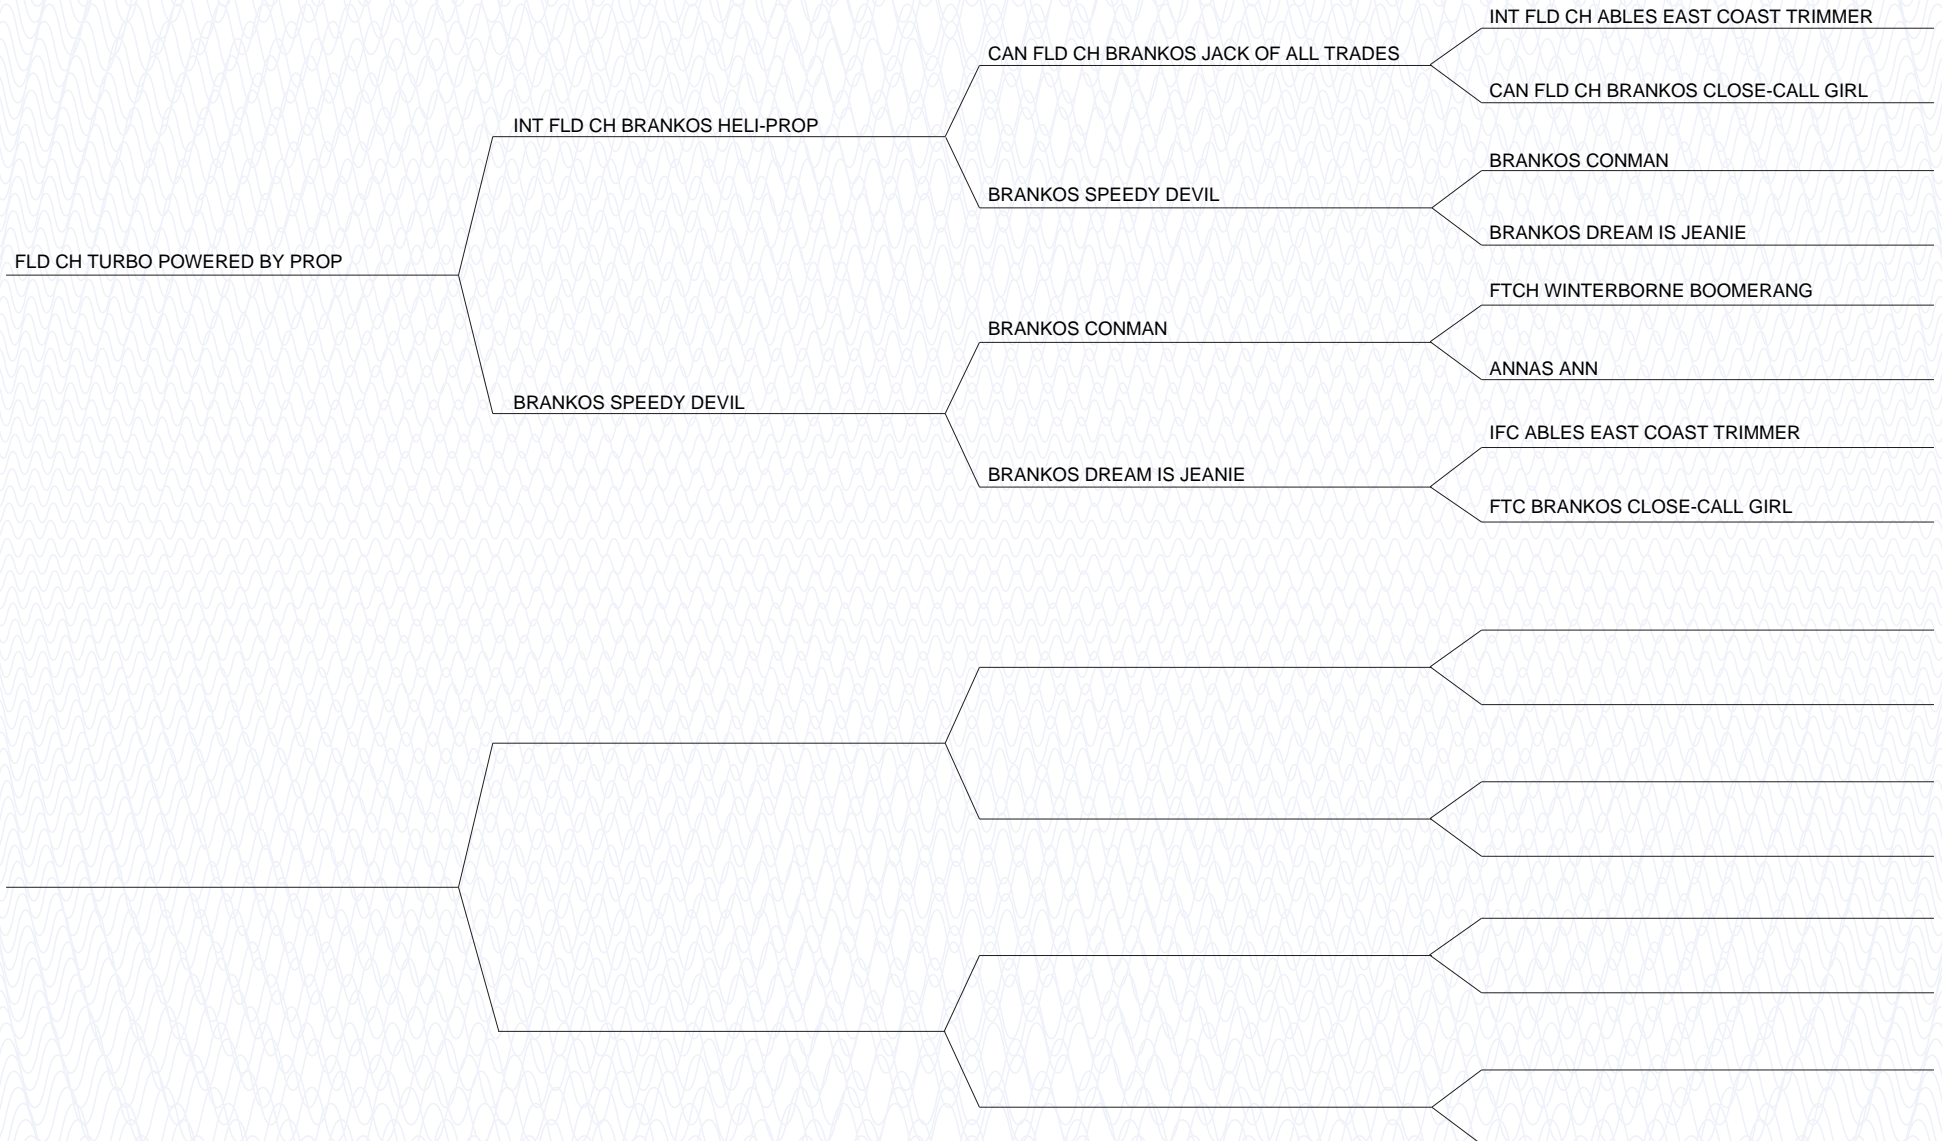 INT FLD CH ABLES EAST COAST TRIMMER
CAN FLD CH BRANKOS JACK OF ALL TRADES
CAN FLD CH BRANKOS CLOSE-CALL GIRL
INT FLD CH BRANKOS HELI-PROP
BRANKOS CONMAN
BRANKOS SPEEDY DEVIL
BRANKOS DREAM IS JEANIE
FLD CH TURBO POWERED BY PROP
FTCH WINTERBORNE BOOMERANG
BRANKOS CONMAN
ANNAS ANN
BRANKOS SPEEDY DEVIL
IFC ABLES EAST COAST TRIMMER
BRANKOS DREAM IS JEANIE
FTC BRANKOS CLOSE-CALL GIRL